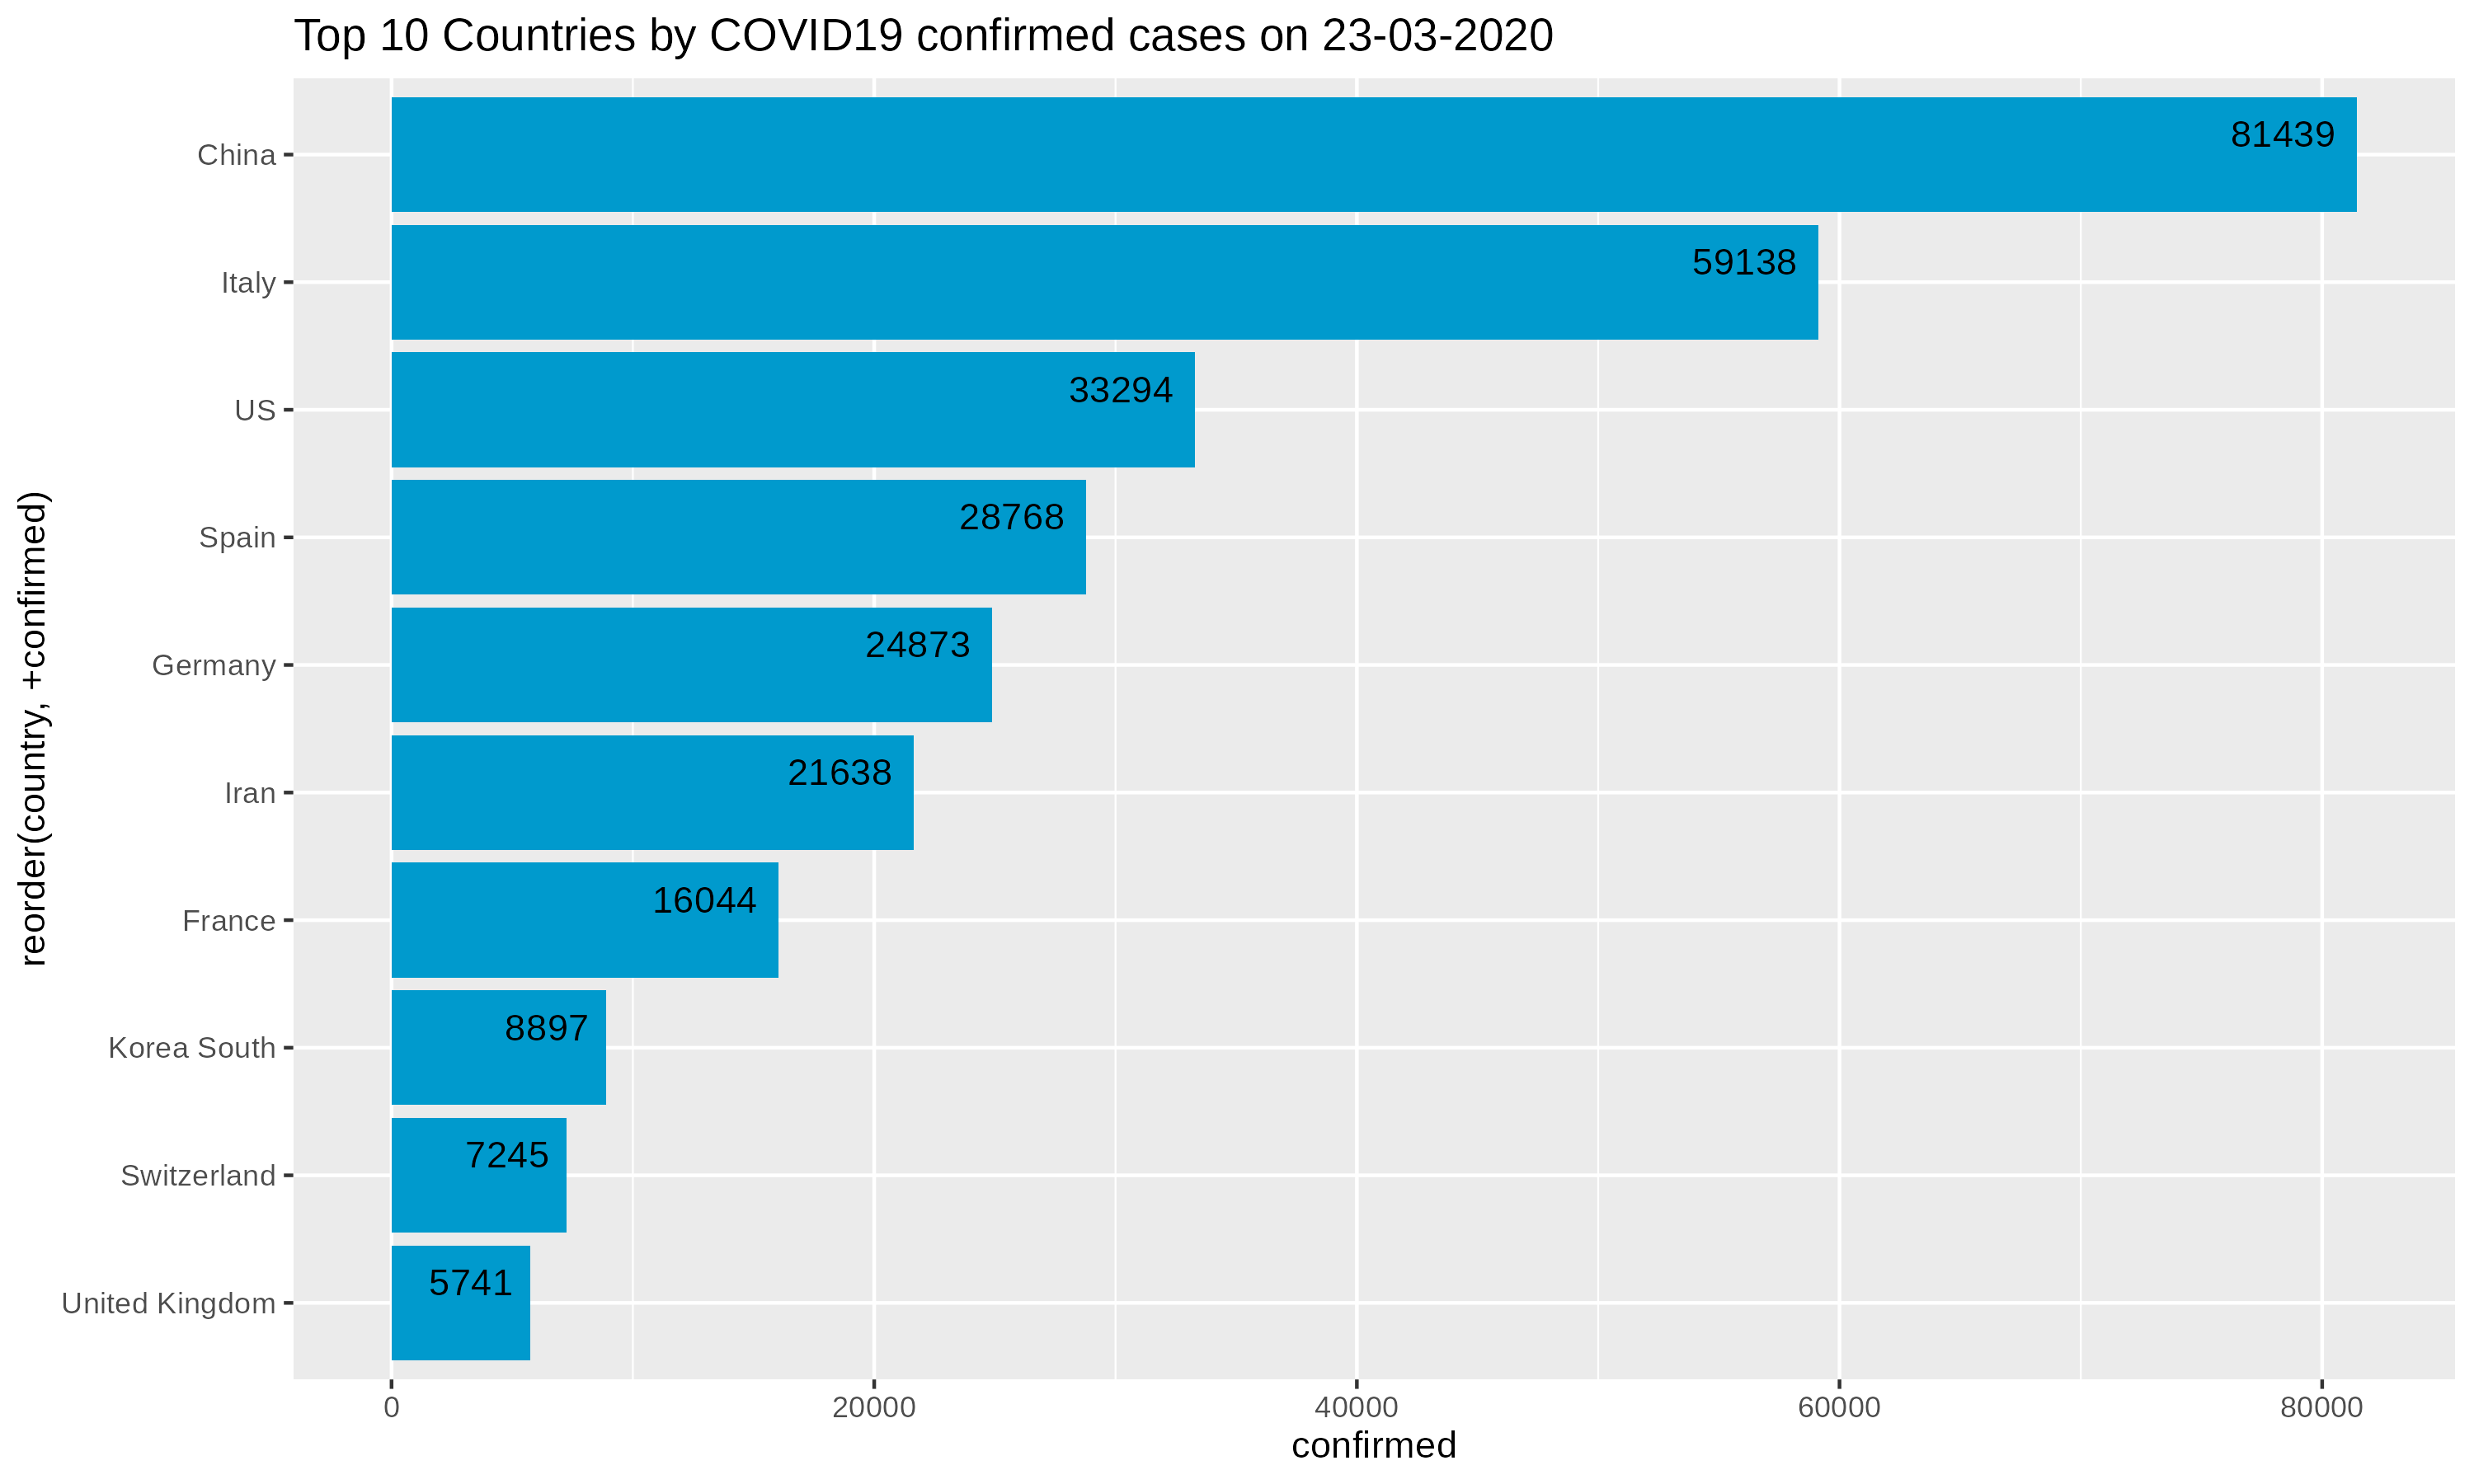 Top 10 Countries by COVID19 confirmed cases on 23-03-2020
reorder(country, +confirmed)
China 81439
Italy 59138
US 33294
Spain 28768
Germany 24873
Iran 21638
France 16044
Korea South 8897
Switzerland 7245
United Kingdom 5741
0 20000 40000 60000 80000
confirmed